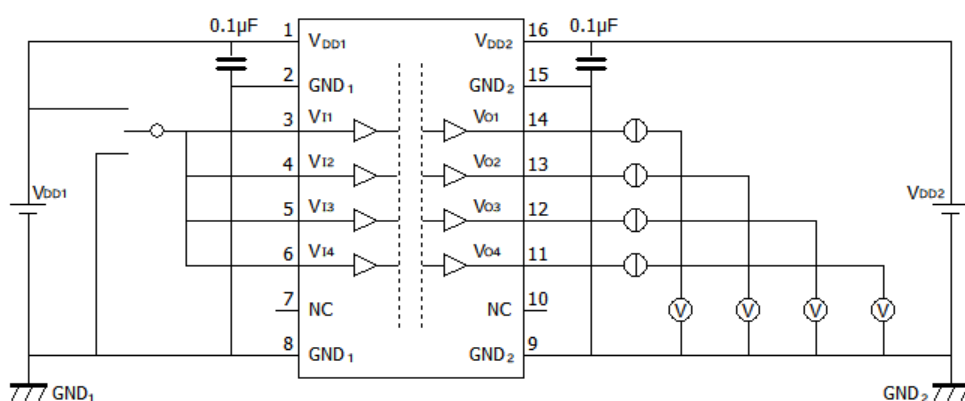 0.1µF 1 VDD1 VDD2 16 0.1µF
2 GND1 GND2 15
3 VI1 VO1 14
4 VI2 VO2 13
VDD1 VDD2
5 VI3 VO3 12
6 VI4 VO4 11
7 NC NC 10
V V V V
8 GND1 GND2 9
GND1 GND2